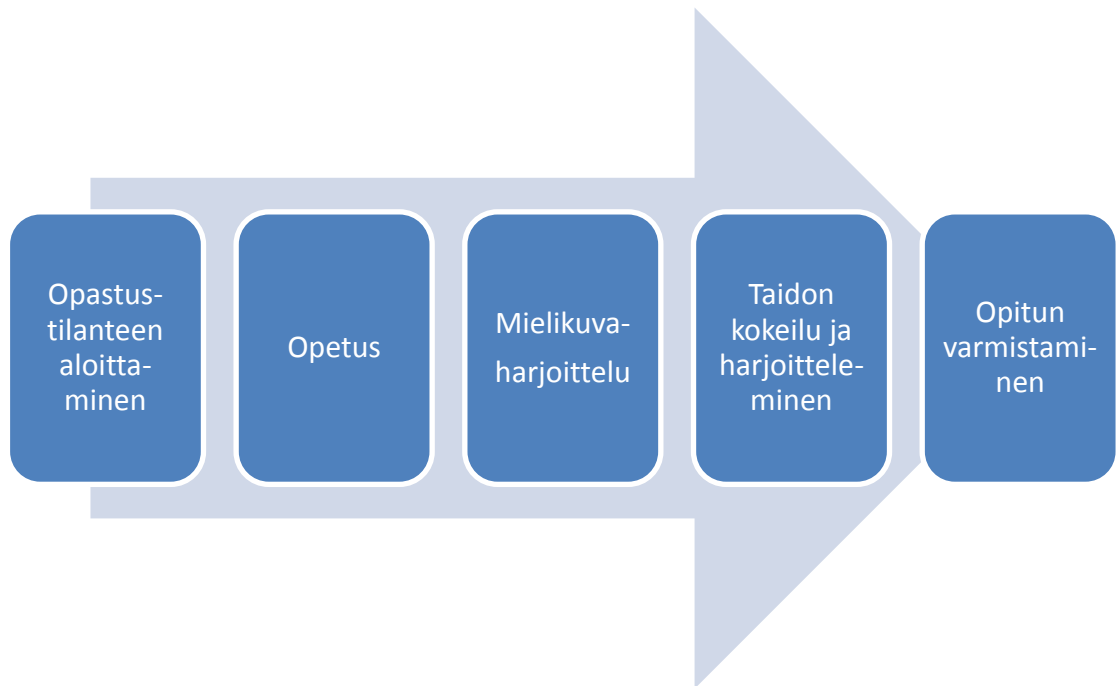 Opastus-
tilanteen
aloitta-
minen
Opetus
Mielikuva-
harjoittelu
Taidon
kokeilu ja
harjoittele-
minen
Opitun
varmistami-
nen